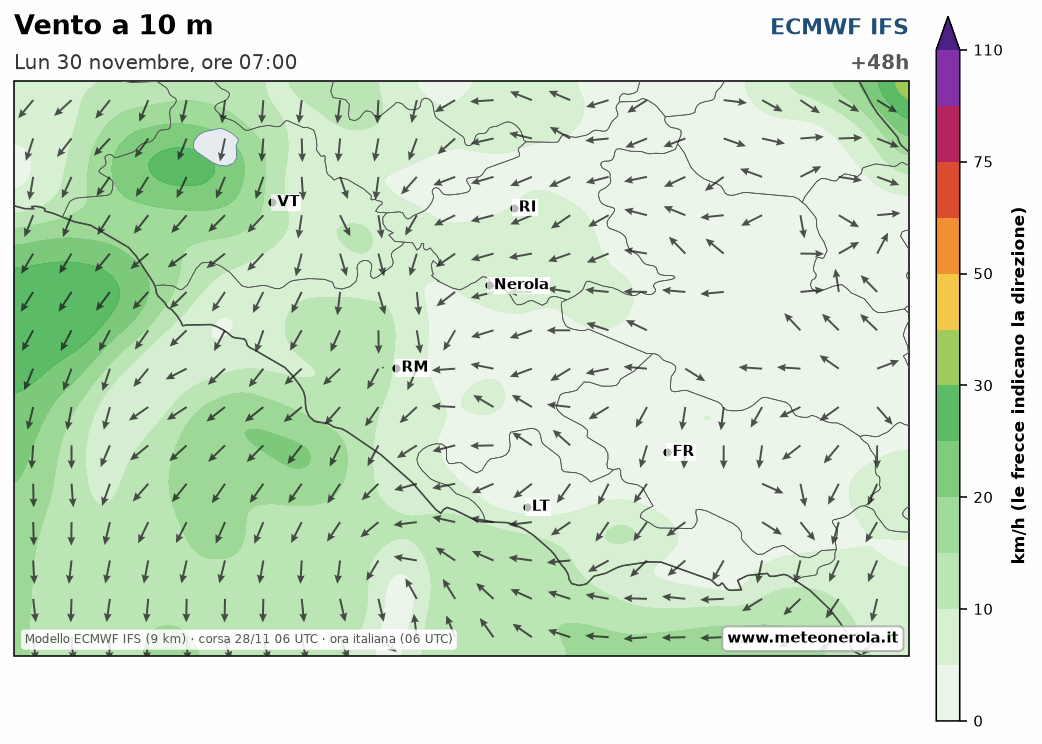 Vento a 10 m
ECMWF IFS
Lun 30 novembre, ore 07:00
+48h
110
75
50
30
20
10
0
km/h (le frecce indicano la direzione)
VT
RI
Nerola
RM
FR
LT
Modello ECMWF IFS (9 km) · corsa 28/11 06 UTC · ora italiana (06 UTC)
www.meteonerola.it